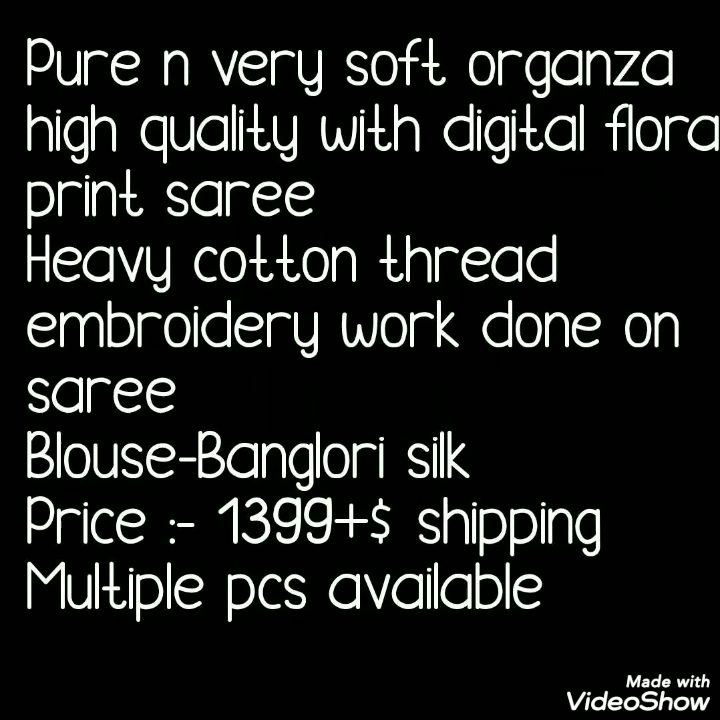 Pure n very soft organza
high quality with digital flora
print saree
Heavy cotton thread
embroidery work done on
saree
Blouse-Banglori silk
Price :- 1399+$ shipping
Multiple pcs available
Made with
VideoShow